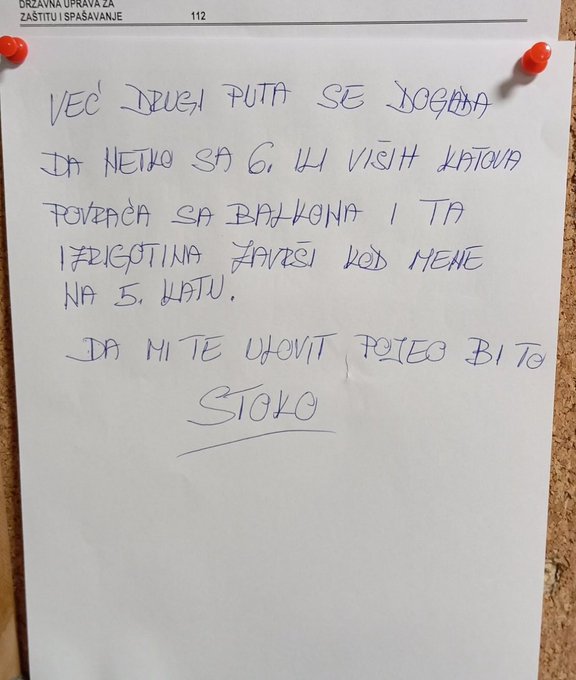 DRŽAVNA UPRAVA ZA
ZAŠTITU I SPAŠAVANJE 112
VEĆ DRUGI PUTA SE DOGAĐA
DA NETKO SA 6. ILI VIŠIH KATOVA
POVRAĆA SA BALKONA I TA
IZRIGOTINA ZAVRŠI KOD MENE
NA 5. KATU.
DA MI TE ULOVIT POJEO BI TO
STOKO